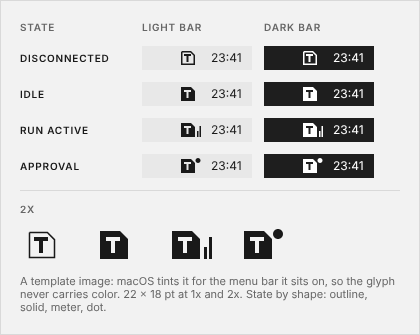 STATE LIGHT BAR DARK BAR
DISCONNECTED T 23:41 T 23:41
IDLE T 23:41 T 23:41
RUN ACTIVE T 23:41 T 23:41
APPROVAL T 23:41 T 23:41
2X
T T T T
A template image: macOS tints it for the menu bar it sits on, so the glyph
never carries color. 22 × 18 pt at 1x and 2x. State by shape: outline,
solid, meter, dot.